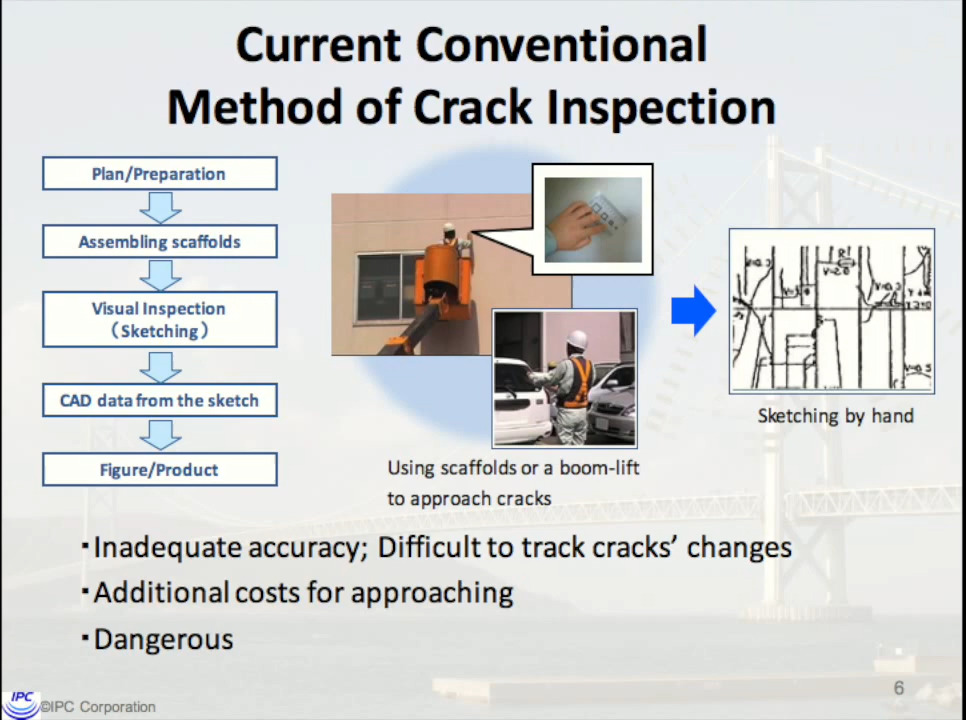 Current Conventional
Method of Crack Inspection
Plan/Preparation
Assembling scaffolds
Visual Inspection
（Sketching）
CAD data from the sketch
Figure/Product
Using scaffolds or a boom-lift
to approach cracks
Sketching by hand
・Inadequate accuracy; Difficult to track cracks’ changes
・Additional costs for approaching
・Dangerous
6
IPC
©IPC Corporation